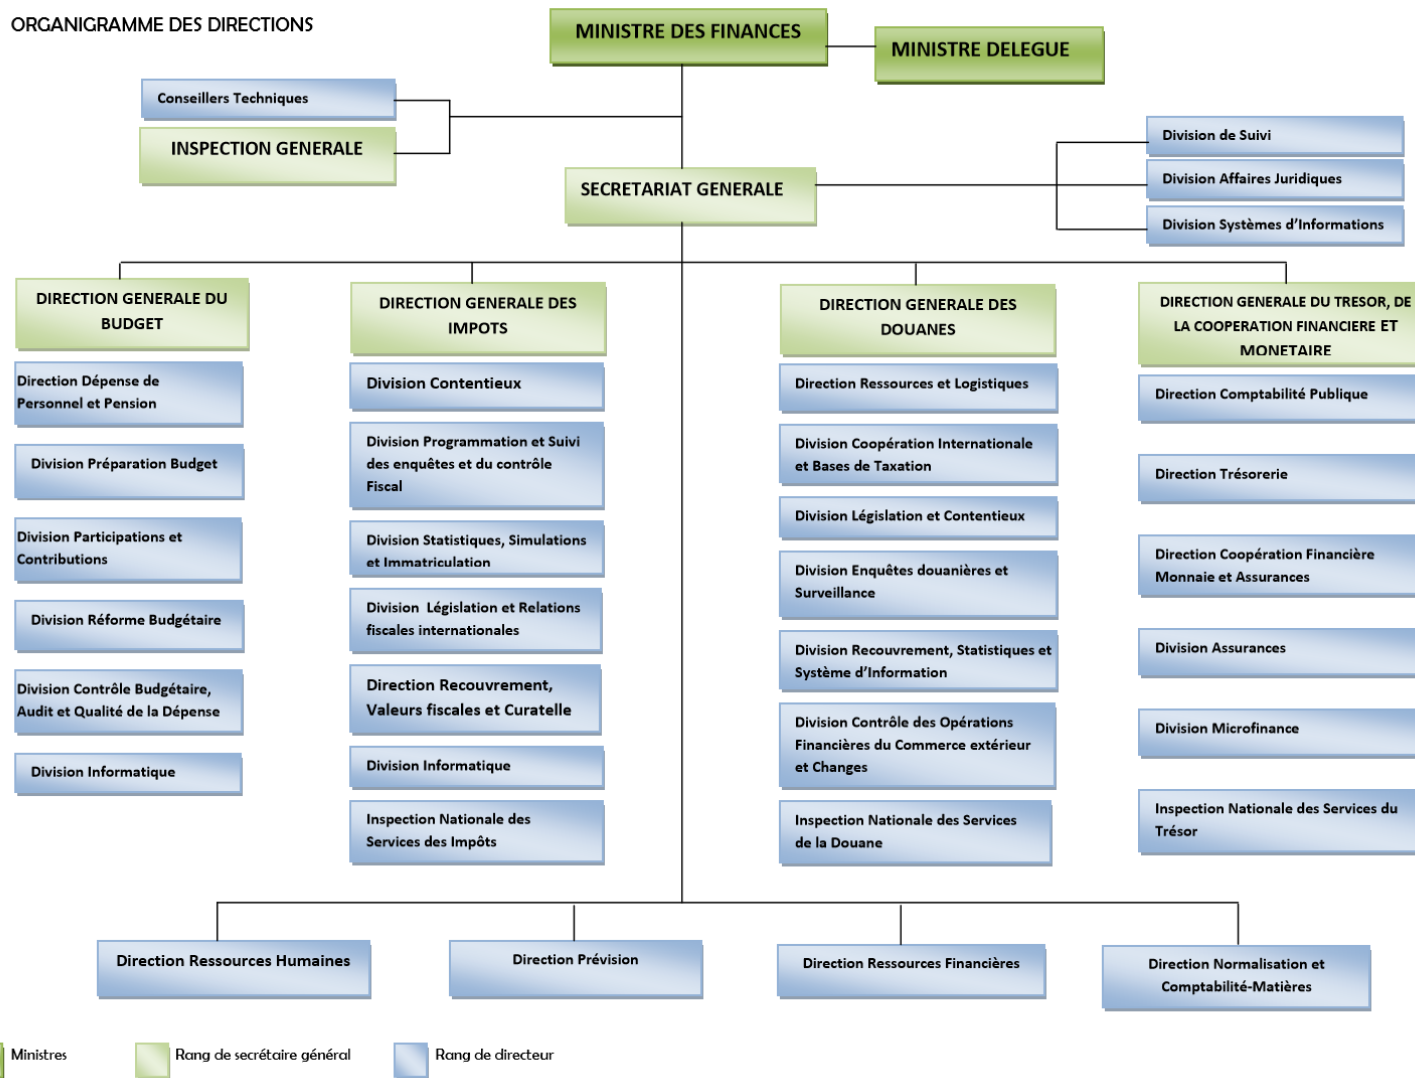 ORGANIGRAMME DES DIRECTIONS
MINISTRE DES FINANCES
MINISTRE DELEGUE
Conseillers Techniques
INSPECTION GENERALE
SECRETARIAT GENERALE
Division de Suivi
Division Affaires Juridiques
Division Systèmes d'Informations
DIRECTION GENERALE DU
BUDGET
Direction Dépense de
Personnel et Pension
Division Préparation Budget
Division Participations et
Contributions
Division Réforme Budgétaire
Division Contrôle Budgétaire,
Audit et Qualité de la Dépense
Division Informatique
DIRECTION GENERALE DES
IMPOTS
Division Contentieux
Division Programmation et Suivi
des enquêtes et du contrôle
Fiscal
Division Statistiques, Simulations
et Immatriculation
Division Législation et Relations
fiscales internationales
Direction Recouvrement,
Valeurs fiscales et Curatelle
Division Informatique
Inspection Nationale des
Services des Impôts
DIRECTION GENERALE DES
DOUANES
Direction Ressources et Logistiques
Division Coopération Internationale
et Bases de Taxation
Division Législation et Contentieux
Division Enquêtes douanières et
Surveillance
Division Recouvrement, Statistiques et
Système d'Information
Division Contrôle des Opérations
Financières du Commerce extérieur
et Changes
Inspection Nationale des Services
de la Douane
DIRECTION GENERALE DU TRESOR, DE
LA COOPERATION FINANCIERE ET
MONETAIRE
Direction Comptabilité Publique
Direction Trésorerie
Direction Coopération Financière
Monnaie et Assurances
Division Assurances
Division Microfinance
Inspection Nationale des Services du
Trésor
Direction Ressources Humaines
Direction Prévision
Direction Ressources Financières
Direction Normalisation et
Comptabilité-Matières
Ministres
Rang de secrétaire général
Rang de directeur